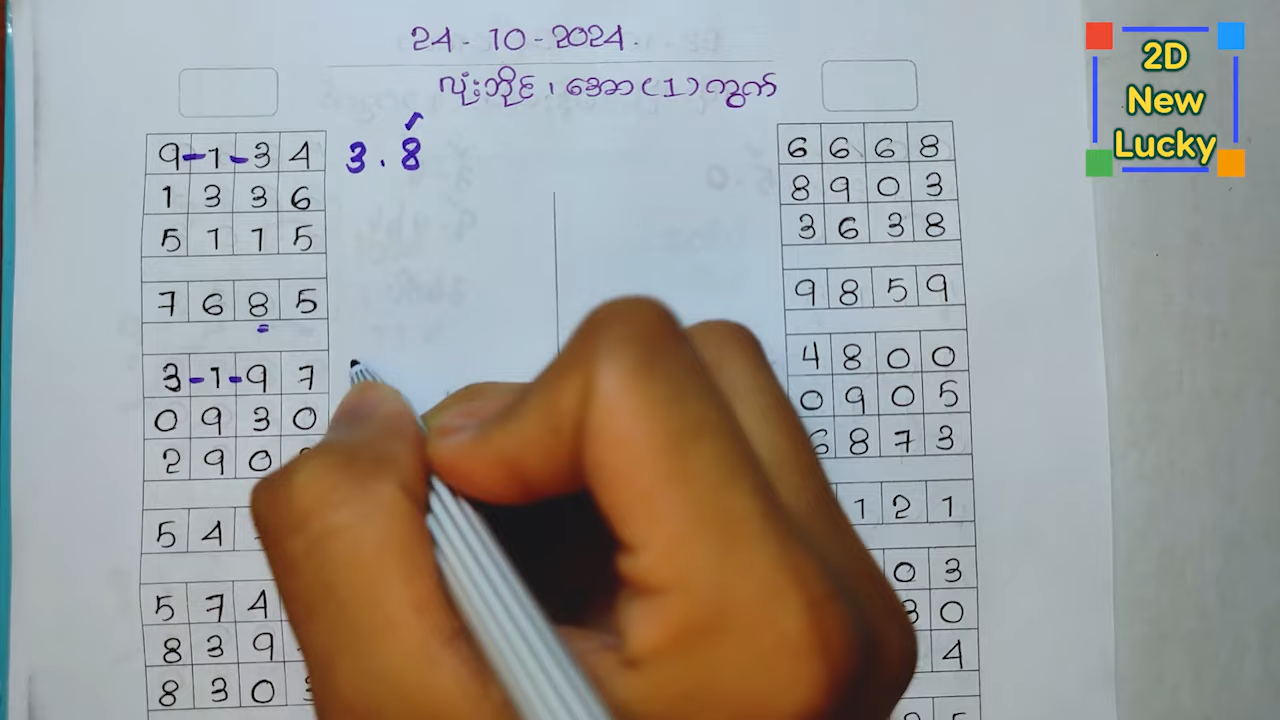 24-10-2024.
လုံးဘိုင်၊ အော(1)ကွက်
2D
New
Lucky
9-1-3 4 3.8
1 3 3 6
5 1 1 5
7 6 8 5
3-1-9 7
0 9 3 0
2 9 0
5 4
5 7 4
8 3 9
8 3 0
6 6 6 8
8 9 0 3
3 6 3 8
9 8 5 9
4 8 0 0
0 9 0 5
6 8 7 3
1 2 1
0 3
3 0
4